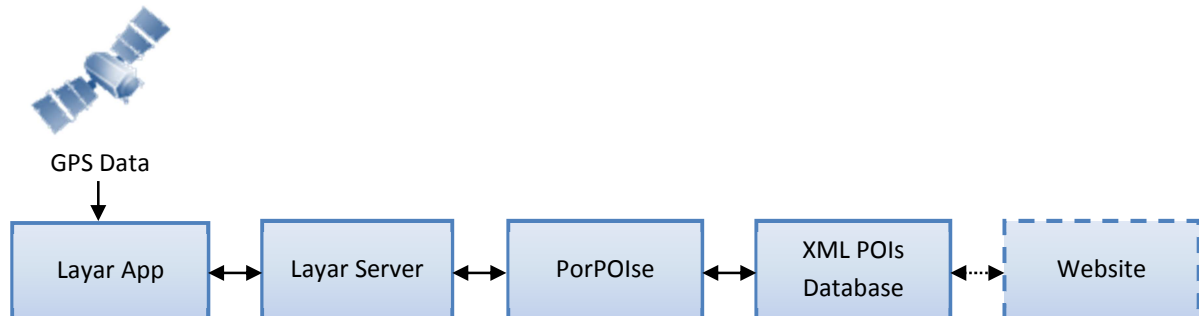 GPS Data
Layar App
Layar Server
PorPOIse
XML POIs
Database
Website